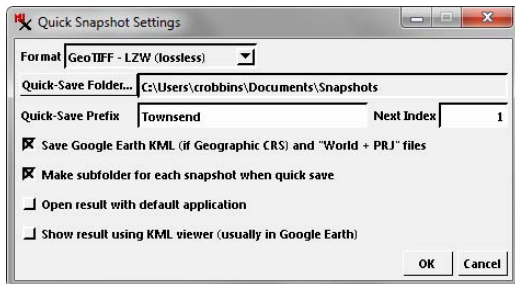 Quick Snapshot Settings
Format GeoTIFF - LZW (lossless)
Quick-Save Folder... C:\Users\crobbins\Documents\Snapshots
Quick-Save Prefix Townsend Next Index 1
Save Google Earth KML (if Geographic CRS) and "World + PRJ" files
Make subfolder for each snapshot when quick save
Open result with default application
Show result using KML viewer (usually in Google Earth)
OK Cancel